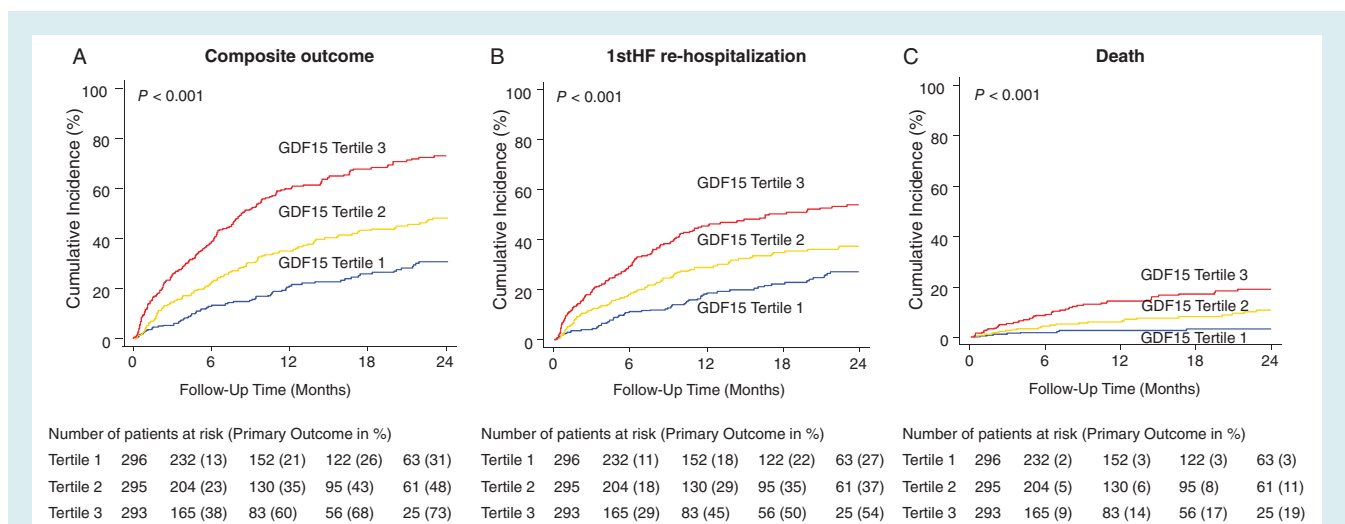 A Composite outcome
P < 0.001
Cumulative Incidence (%)
100
80
60
40
20
0
GDF15 Tertile 3
GDF15 Tertile 2
GDF15 Tertile 1
0 6 12 18 24
Follow-Up Time (Months)
Number of patients at risk (Primary Outcome in %)
Tertile 1 296 232 (13) 152 (21) 122 (26) 63 (31)
Tertile 2 295 204 (23) 130 (35) 95 (43) 61 (48)
Tertile 3 293 165 (38) 83 (60) 56 (68) 25 (73)
B 1stHF re-hospitalization
P < 0.001
Cumulative Incidence (%)
100
80
60
40
20
0
GDF15 Tertile 3
GDF15 Tertile 2
GDF15 Tertile 1
0 6 12 18 24
Follow-Up Time (Months)
Number of patients at risk (Primary Outcome in %)
Tertile 1 296 232 (11) 152 (18) 122 (22) 63 (27)
Tertile 2 295 204 (18) 130 (29) 95 (35) 61 (37)
Tertile 3 293 165 (29) 83 (45) 56 (50) 25 (54)
C Death
P < 0.001
Cumulative Incidence (%)
100
80
60
40
20
0
GDF15 Tertile 3
GDF15 Tertile 2
GDF15 Tertile 1
0 6 12 18 24
Follow-Up Time (Months)
Number of patients at risk (Primary Outcome in %)
Tertile 1 296 232 (2) 152 (3) 122 (3) 63 (3)
Tertile 2 295 204 (5) 130 (6) 95 (8) 61 (11)
Tertile 3 293 165 (9) 83 (14) 56 (17) 25 (19)